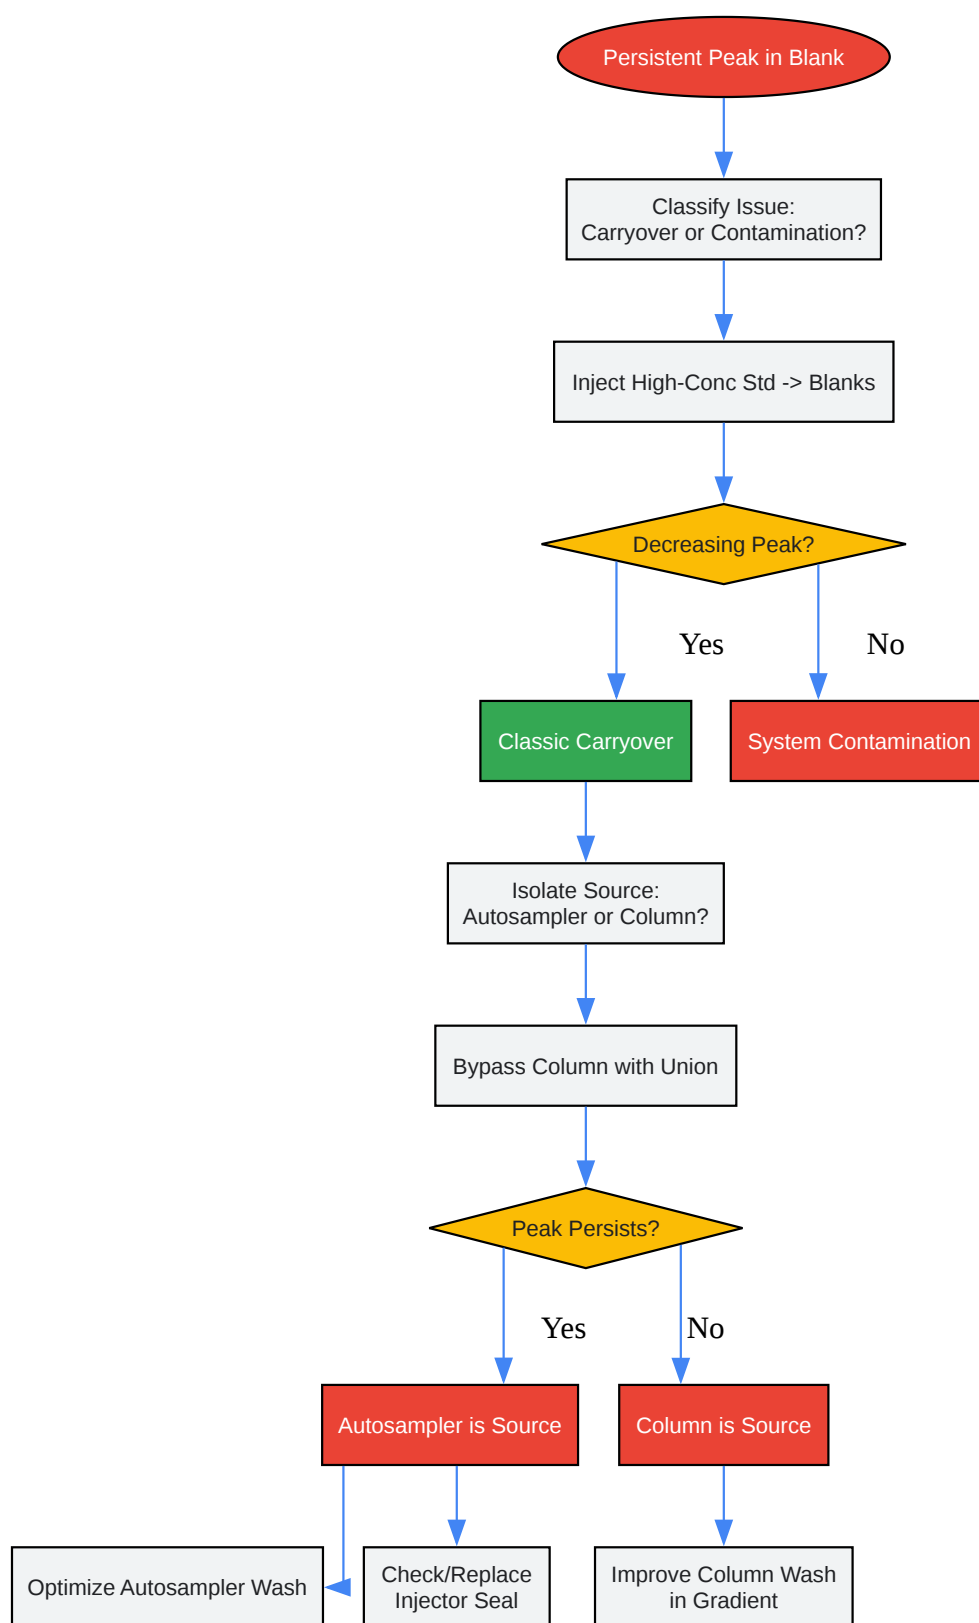 Persistent Peak in Blank
Classify Issue:
Carryover or Contamination?
Inject High-Conc Std -> Blanks
Decreasing Peak?
Yes
No
Classic Carryover
System Contamination
Isolate Source:
Autosampler or Column?
Bypass Column with Union
Peak Persists?
Yes
No
Autosampler is Source
Column is Source
Optimize Autosampler Wash
Check/Replace
Injector Seal
Improve Column Wash
in Gradient